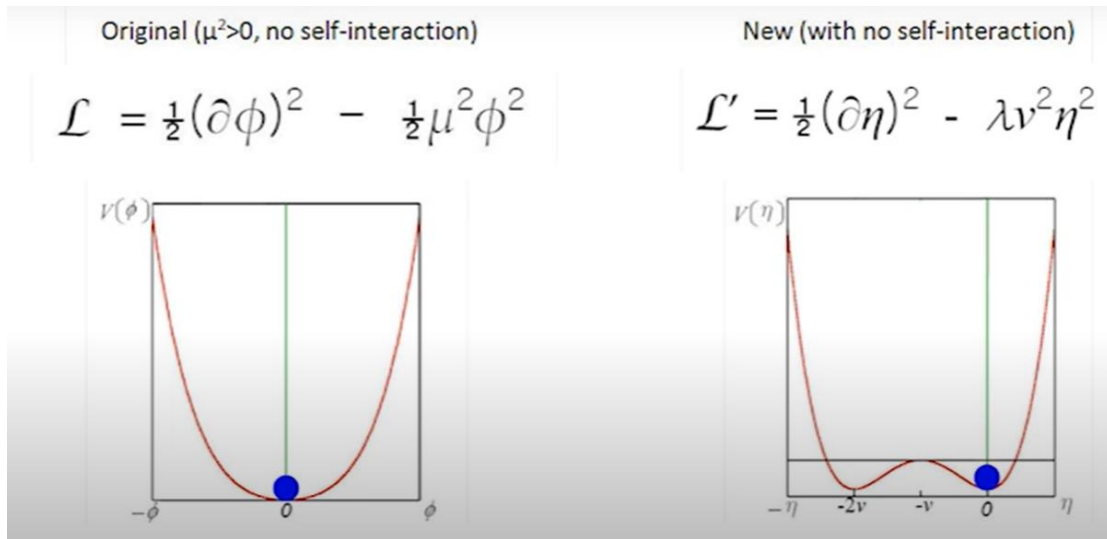 Original (μ²>0, no self-interaction)
ℒ = ½(∂ϕ)² − ½μ²ϕ²
V(ϕ)
−ϕ 0 ϕ
New (with no self-interaction)
ℒ′ = ½(∂η)² - λv²η²
V(η)
−η -2v -v 0 η